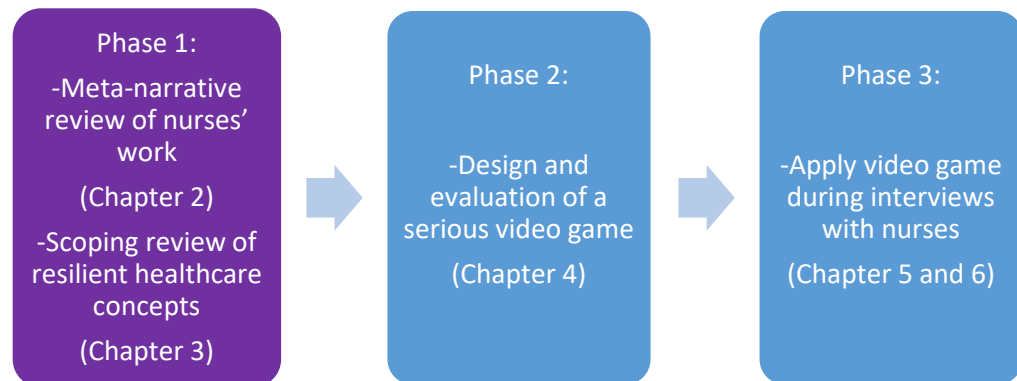 Phase 1:
-Meta-narrative
review of nurses’
work
(Chapter 2)
-Scoping review of
resilient healthcare
concepts
(Chapter 3)
Phase 2:
-Design and
evaluation of a
serious video game
(Chapter 4)
Phase 3:
-Apply video game
during interviews
with nurses
(Chapter 5 and 6)